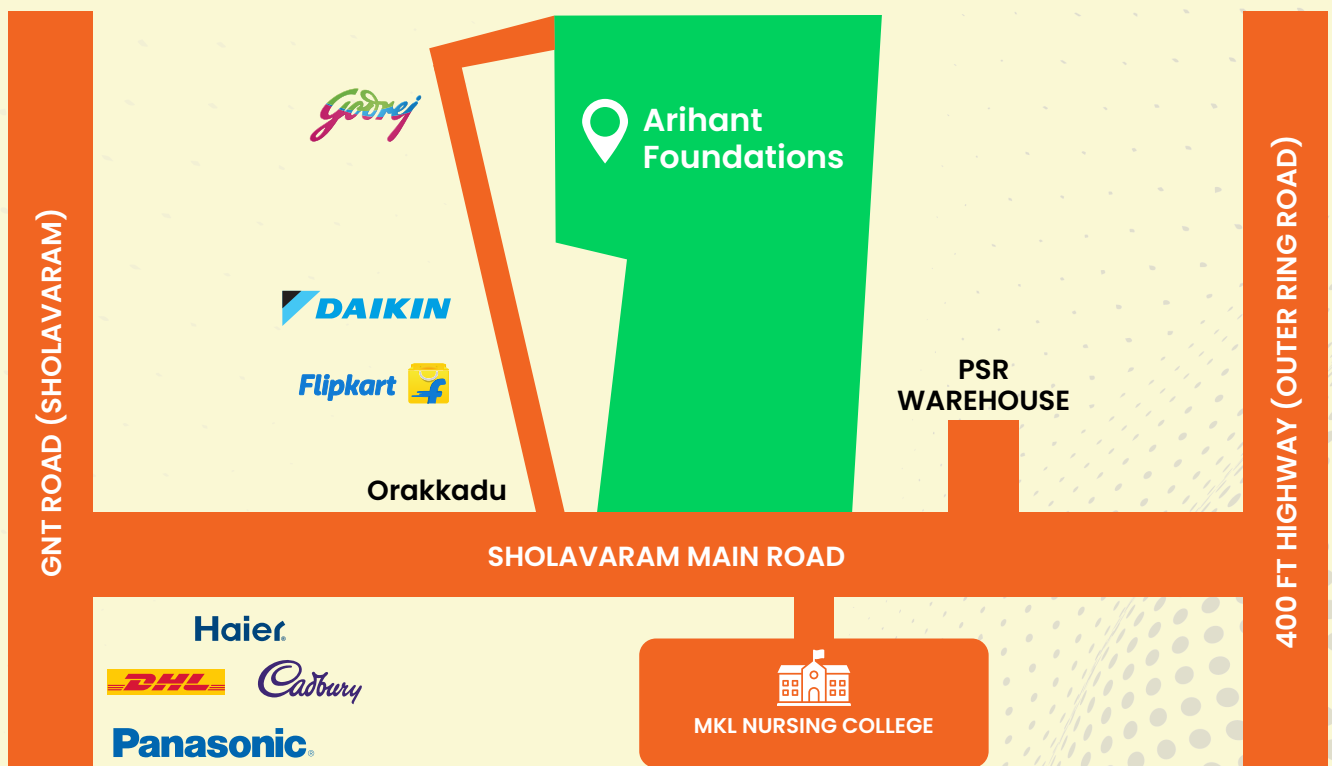 Godrej
Arihant
Foundations
GNT ROAD (SHOLAVARAM)
400 FT HIGHWAY (OUTER RING ROAD)
DAIKIN
Flipkart
PSR
WAREHOUSE
Orakkadu
SHOLAVARAM MAIN ROAD
Haier
DHL
Cadbury
MKL NURSING COLLEGE
Panasonic